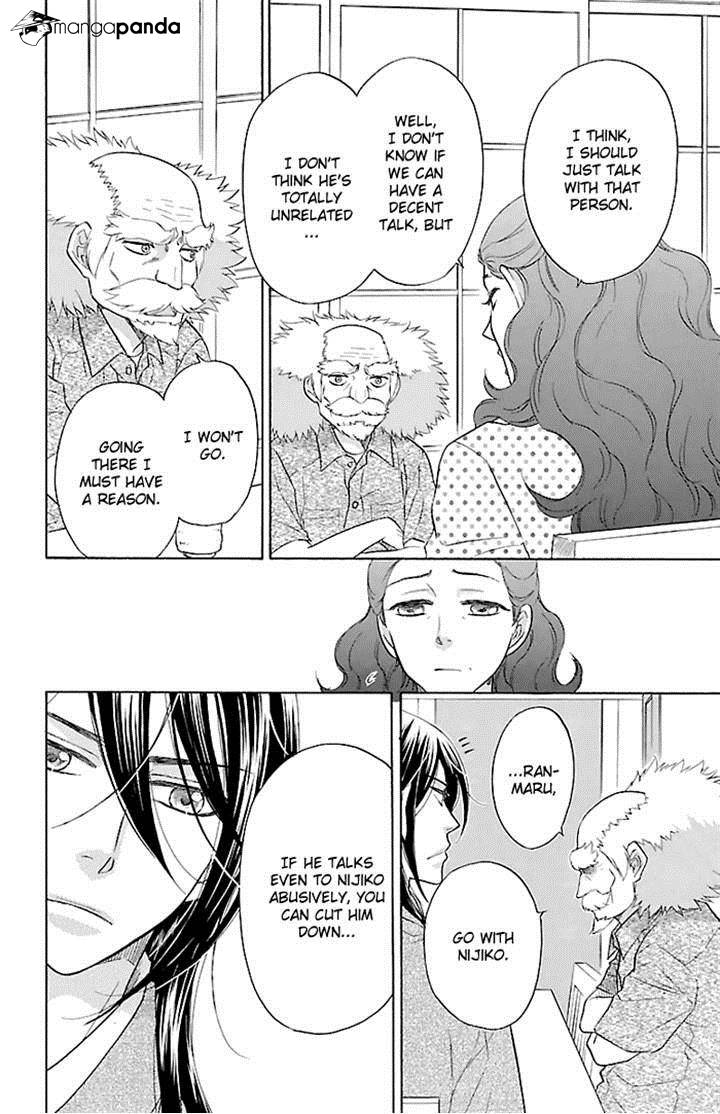 mangapanda
I THINK,
I SHOULD
JUST TALK
WITH THAT
PERSON.
WELL,
I DON'T
KNOW IF
WE CAN
HAVE A
DECENT
TALK, BUT
I DON'T
THINK HE'S
TOTALLY
UNRELATED
...
I WON'T
GO.
GOING
THERE I
MUST HAVE
A REASON.
...RAN-
MARU,
GO WITH
NIJIKO.
IF HE TALKS
EVEN TO NIJIKO
ABUSIVELY, YOU
CAN CUT HIM
DOWN...